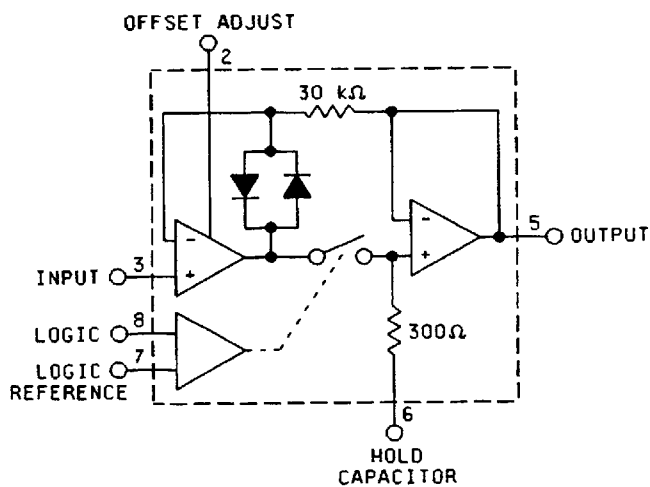 OFFSET ADJUST
2
30 kΩ
-
+
-
+
5
OUTPUT
INPUT
3
LOGIC
8
LOGIC
REFERENCE
7
300Ω
6
HOLD
CAPACITOR